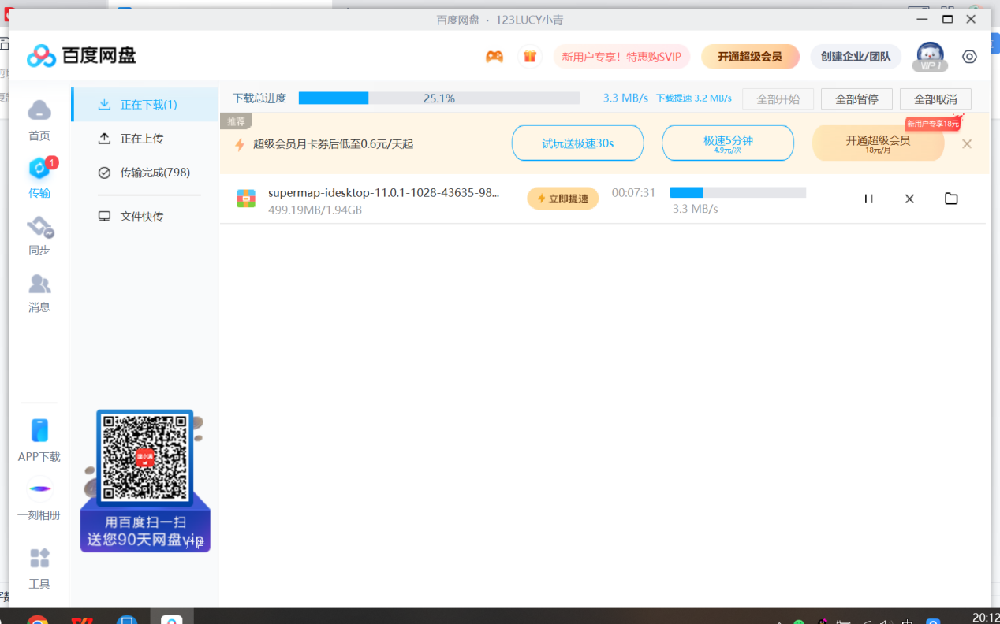 百度网盘 · 123LUCY小青
百度网盘
新用户专享！特惠购SVIP
开通超级会员
创建企业/团队
VIP 1
首页
1
传输
同步
消息
APP下载
一刻相册
工具
正在下载(1)
正在上传
传输完成(798)
文件快传
用百度扫一扫
送您90天网盘vip
广告
下载总进度
25.1%
3.3 MB/s
下载提速 3.2 MB/s
全部开始
全部暂停
全部取消
推荐
超级会员月卡券后低至0.6元/天起
试玩送极速30s
极速5分钟
4.9元/次
新用户专享18元
开通超级会员
18元/月
supermap-idesktop-11.0.1-1028-43635-98...
499.19MB/1.94GB
立即提速
00:07:31
3.3 MB/s
中
20:12